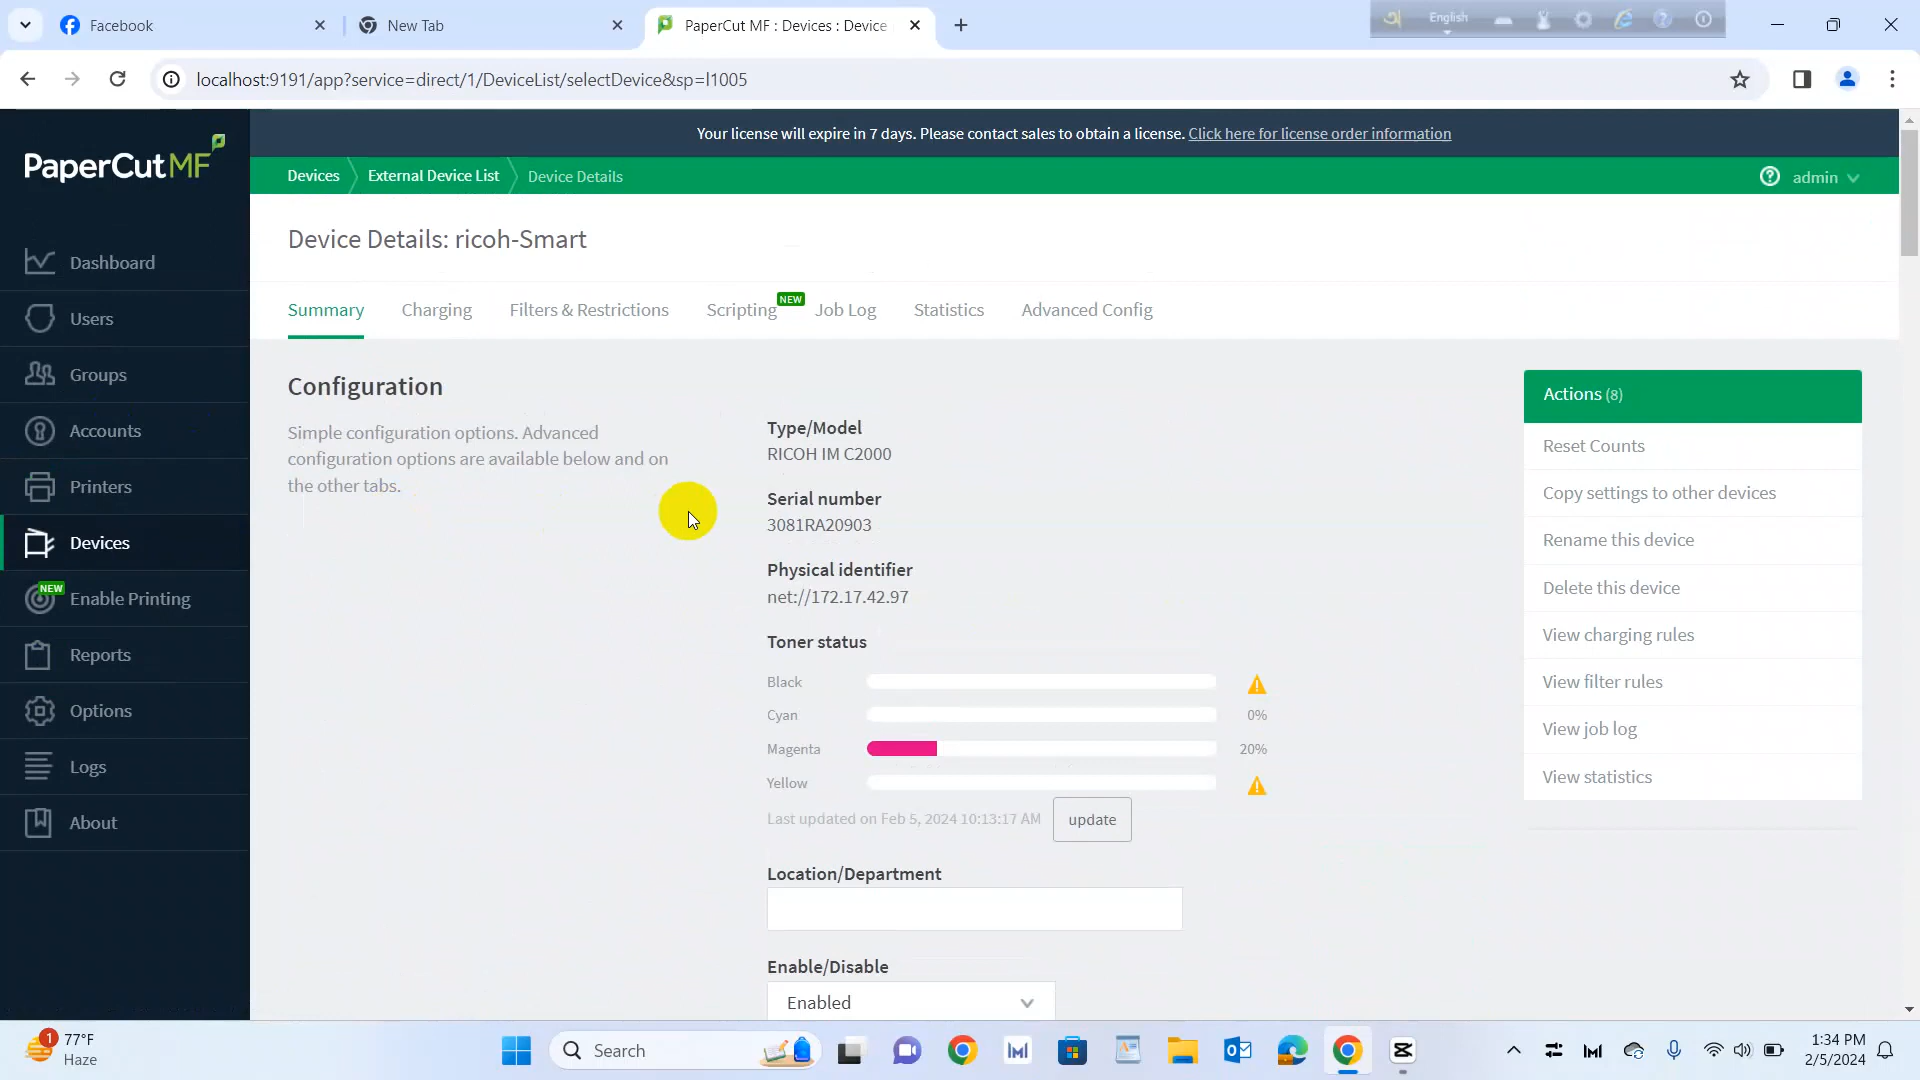 Facebook
New Tab
PaperCut MF : Devices : Device
English
localhost:9191/app?service=direct/1/DeviceList/selectDevice&sp=l1005
PaperCutMF
Your license will expire in 7 days. Please contact sales to obtain a license. Click here for license order information
Devices
External Device List
Device Details
admin
Device Details: ricoh-Smart
Dashboard
Users
Groups
Accounts
Printers
Devices
NEW
Enable Printing
Reports
Options
Logs
About
Summary
Charging
Filters & Restrictions
Scripting
NEW
Job Log
Statistics
Advanced Config
Configuration
Simple configuration options. Advanced
configuration options are available below and on
the other tabs.
Type/Model
RICOH IM C2000
Serial number
3081RA20903
Physical identifier
net://172.17.42.97
Toner status
Black
Cyan 0%
Magenta 20%
Yellow
Last updated on Feb 5, 2024 10:13:17 AM
update
Location/Department
Enable/Disable
Enabled
Actions (8)
Reset Counts
Copy settings to other devices
Rename this device
Delete this device
View charging rules
View filter rules
View job log
View statistics
1
77°F
Haze
Search
1:34 PM
2/5/2024